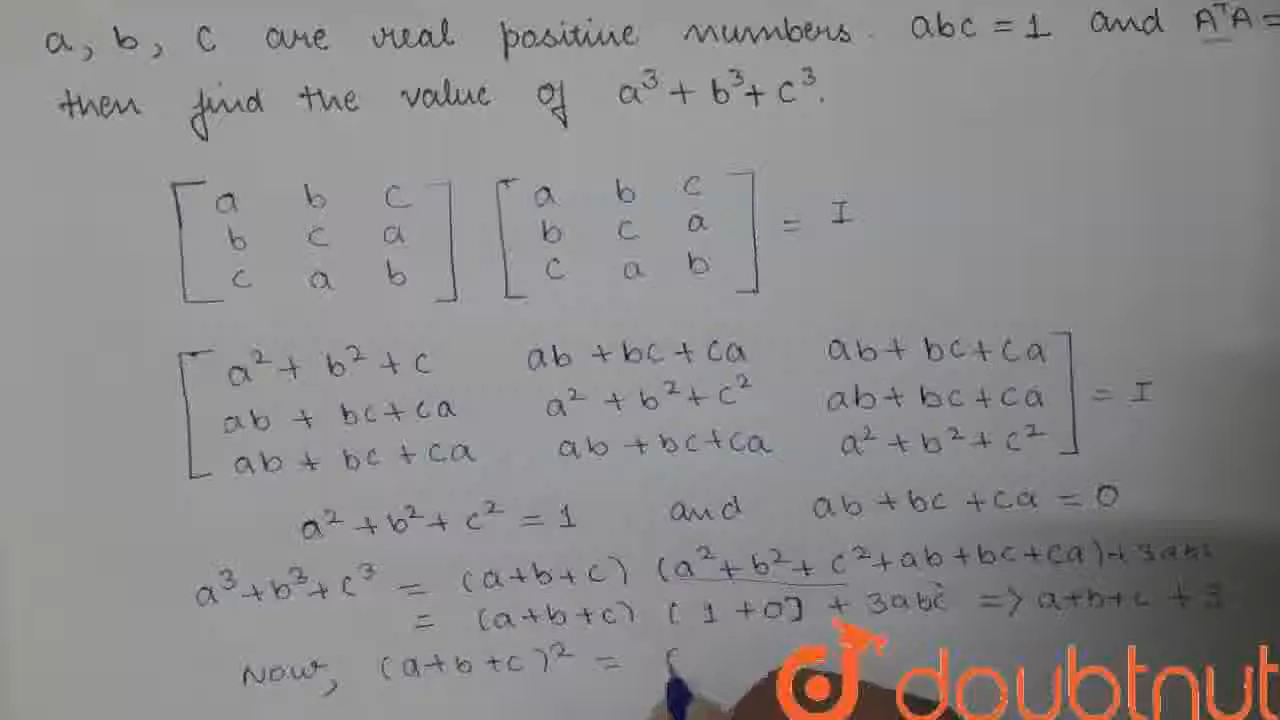 a, b, c are real positive numbers. abc = 1 and AᵀA =
then find the value of a³ + b³ + c³.
[a b c] [a b c] = I
[b c a] [b c a]
[c a b] [c a b]
[a² + b² + c ab + bc + ca ab + bc + ca]
[ab + bc + ca a² + b² + c² ab + bc + ca] = I
[ab + bc + ca ab + bc + ca a² + b² + c²]
a² + b² + c² = 1 and ab + bc + ca = 0
a³ + b³ + c³ = (a+b+c) (a² + b² + c² + ab + bc + ca) + 3abc
= (a+b+c) [1+0] + 3abc => a+b+c + 3
Now, (a+b+c)² =
doubtnut